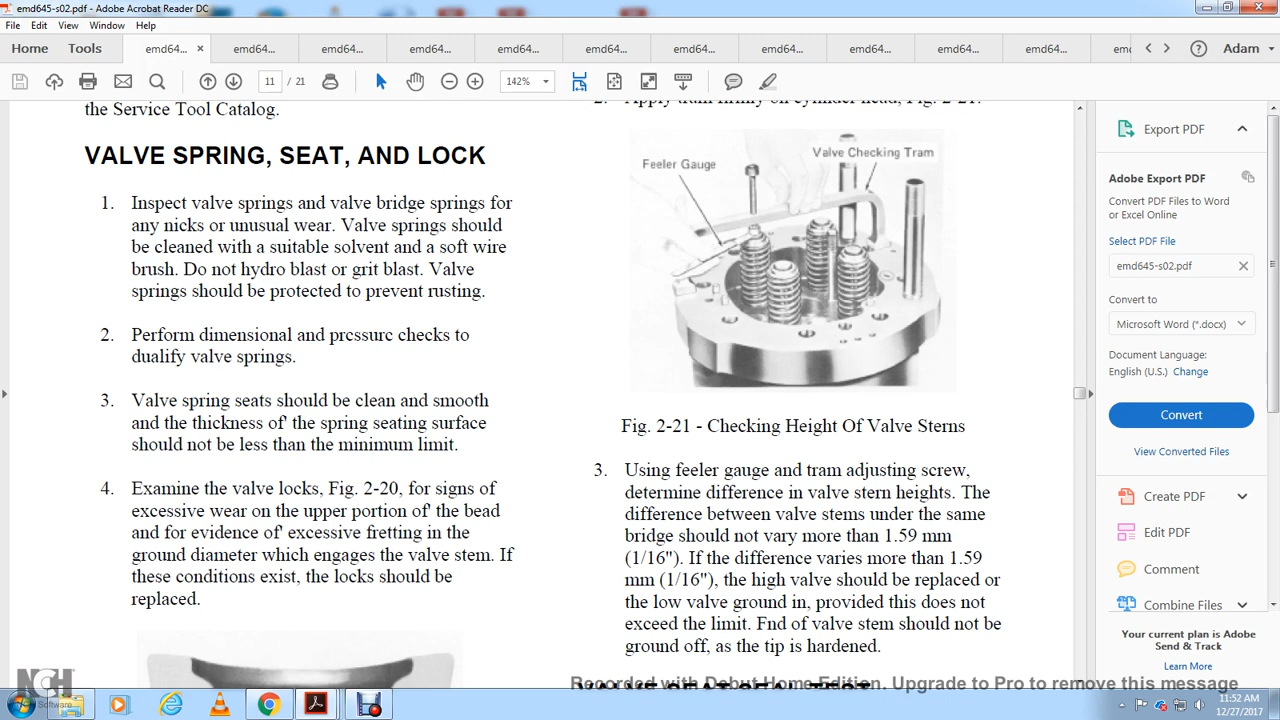 emd645-s02.pdf - Adobe Acrobat Reader DC
File Edit View Window Help
Home Tools emd64... emd64... emd64... emd64... emd64... emd64... emd64... emd64... emd64... emd64... emd64... Adam
11 / 21 142%
the Service Tool Catalog.
VALVE SPRING, SEAT, AND LOCK
1. Inspect valve springs and valve bridge springs for
any nicks or unusual wear. Valve springs should
be cleaned with a suitable solvent and a soft wire
brush. Do not hydro blast or grit blast. Valve
springs should be protected to prevent rusting.
2. Perform dimensional and prcssurc checks to
dualify valve springs.
3. Valve spring seats should be clean and smooth
and the thickness of' the spring seating surface
should not be less than the minimum limit.
4. Examine the valve locks, Fig. 2-20, for signs of
excessive wear on the upper portion of' the bead
and for evidence of' excessive fretting in the
ground diameter which engages the valve stem. If
these conditions exist, the locks should be
replaced.
2. Apply tram firmly on cylinder head, Fig. 2-21.
Feeler Gauge
Valve Checking Tram
Fig. 2-21 - Checking Height Of Valve Sterns
3. Using feeler gauge and tram adjusting screw,
determine difference in valve stern heights. The
difference between valve stems under the same
bridge should not vary more than 1.59 mm
(1/16"). If the difference varies more than 1.59
mm (1/16"), the high valve should be replaced or
the low valve ground in, provided this does not
exceed the limit. Fnd of valve stem should not be
ground off, as the tip is hardened.
Export PDF
Adobe Export PDF
Convert PDF Files to Word
or Excel Online
Select PDF File
emd645-s02.pdf
Convert to
Microsoft Word (*.docx)
Document Language:
English (U.S.) Change
Convert
View Converted Files
Create PDF
Edit PDF
Comment
Combine Files
Your current plan is Adobe
Send & Track
Learn More
Recorded with Debut Home Edition. Upgrade to Pro to remove this message
NCH
Software
11:52 AM
12/27/2017